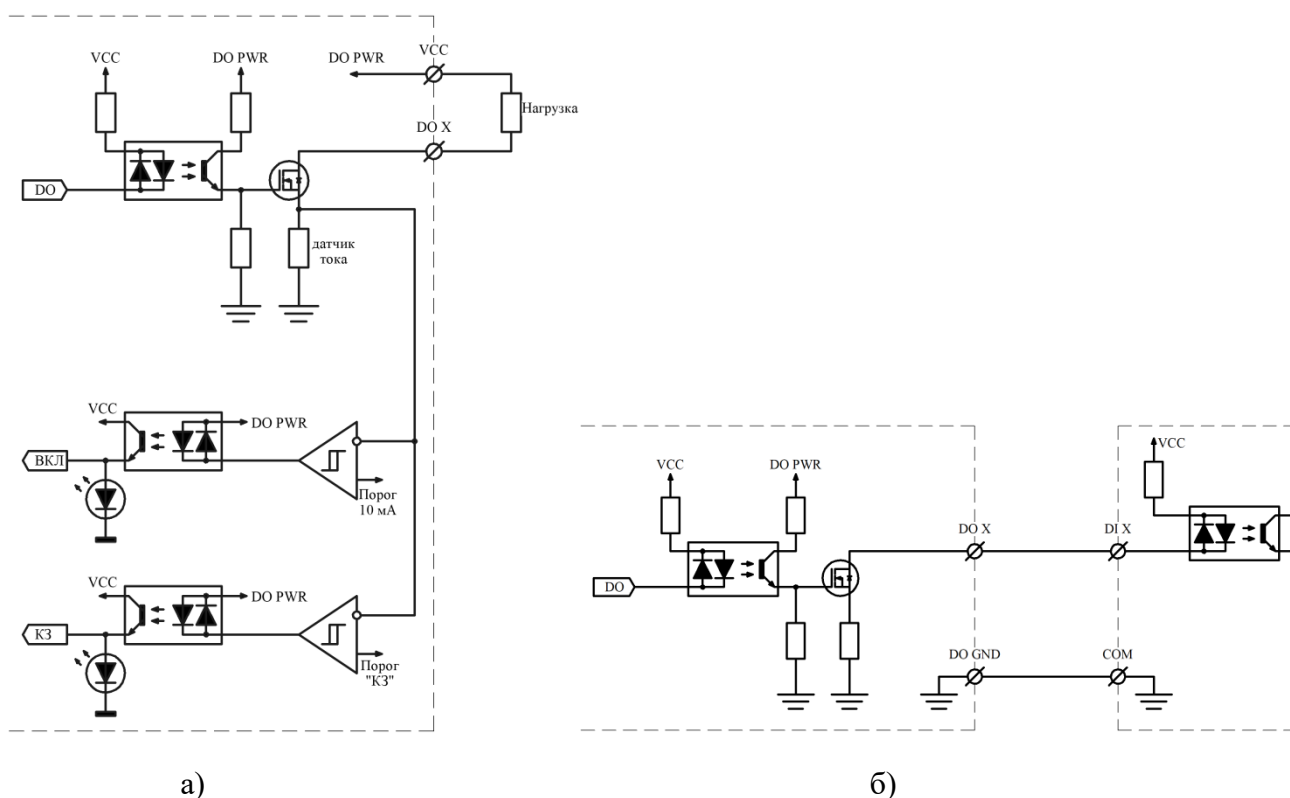 VCC
DO PWR
DO PWR
VCC
Нагрузка
DO X
DO
датчик
тока
VCC
DO PWR
ВКЛ
Порог
10 мА
VCC
DO PWR
КЗ
Порог
"КЗ"
а)
VCC
DO PWR
VCC
DO X
DI X
DO
DO GND
COM
б)